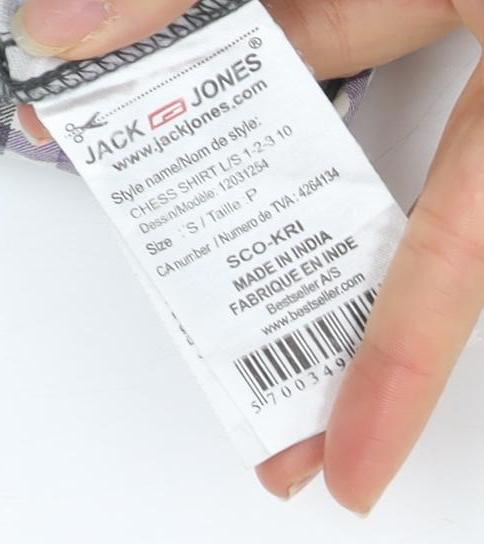 JACK JONES®
www.jackjones.com
Style name/Nom de style:
CHESS SHIRT L/S 1-2-3 10
Dessin/Modèle: 12031254
Size : S / Taille : P
CA number / Numero de TVA: 4264134
SCO-KRI
MADE IN INDIA
FABRIQUE EN INDE
Bestseller A/S
www.bestseller.com
5 700349